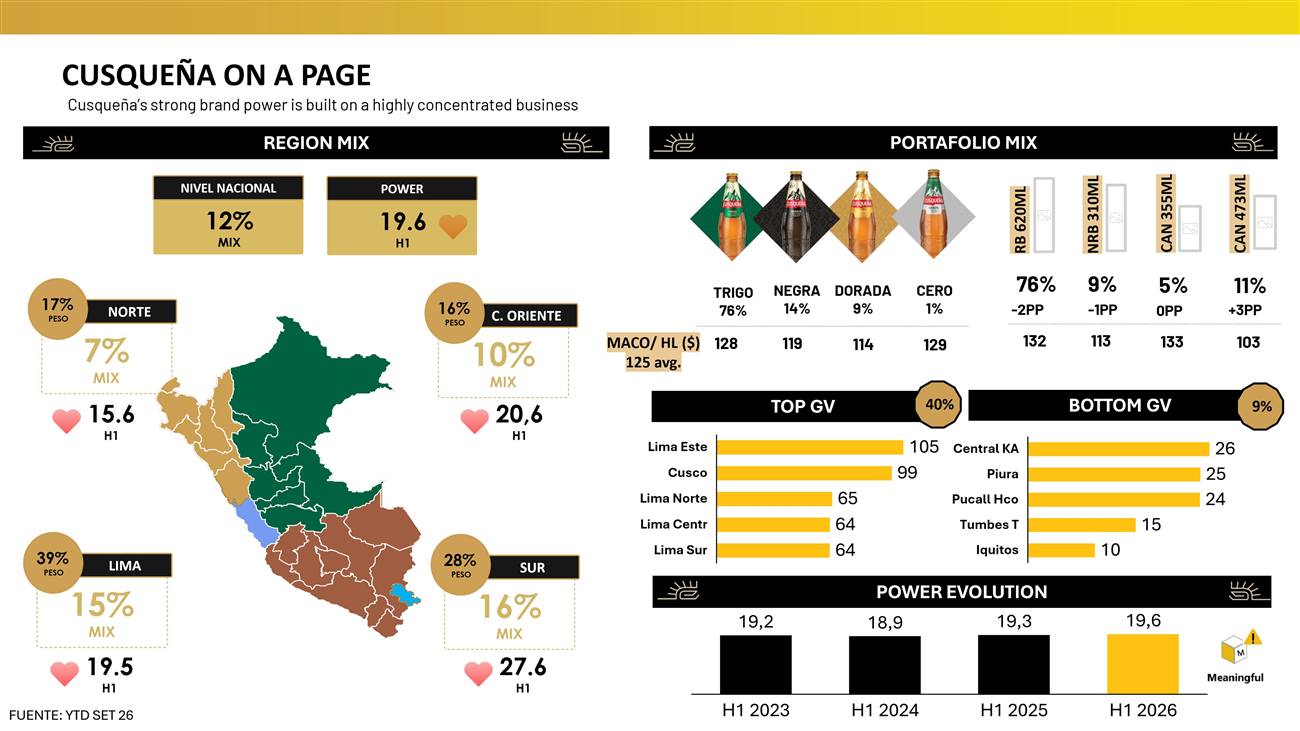 CUSQUEÑA ON A PAGE
Cusqueña's strong brand power is built on a highly concentrated business
REGION MIX
NIVEL NACIONAL
12%
MIX
POWER
19.6
H1
17%
PESO
NORTE
7%
MIX
15.6
H1
16%
PESO
C. ORIENTE
10%
MIX
20,6
H1
39%
PESO
LIMA
15%
MIX
19.5
H1
28%
PESO
SUR
16%
MIX
27.6
H1
FUENTE: YTD SET 26
PORTAFOLIO MIX
CUSQUEÑA
CUSQUEÑA
CUSQUEÑA
CUSQUEÑA
TRIGO NEGRA DORADA CERO
76% 14% 9% 1%
RB 620ML
NRB 310ML
CAN 355ML
CAN 473ML
76% 9% 5% 11%
-2PP -1PP 0PP +3PP
MACO/ HL ($) 128 119 114 129 132 113 133 103
125 avg.
TOP GV 40%
Lima Este 105
Cusco 99
Lima Norte 65
Lima Centr 64
Lima Sur 64
BOTTOM GV 9%
Central KA 26
Piura 25
Pucall Hco 24
Tumbes T 15
Iquitos 10
POWER EVOLUTION
19,2 18,9 19,3 19,6
H1 2023 H1 2024 H1 2025 H1 2026
M
!
Meaningful